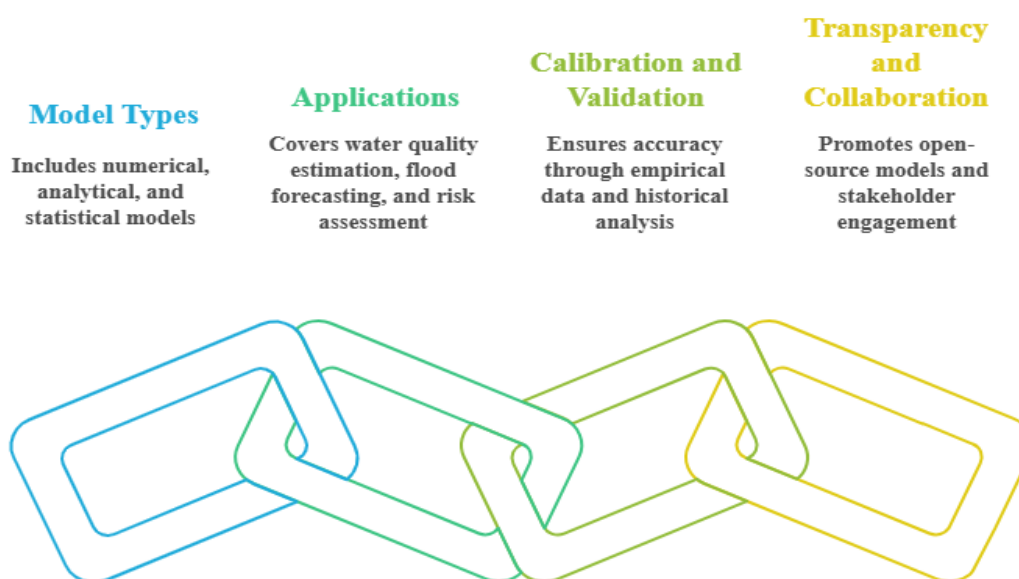 Model Types
Includes numerical,
analytical, and
statistical models
Applications
Covers water quality
estimation, flood
forecasting, and risk
assessment
Calibration and
Validation
Ensures accuracy
through empirical
data and historical
analysis
Transparency
and
Collaboration
Promotes open-
source models and
stakeholder
engagement